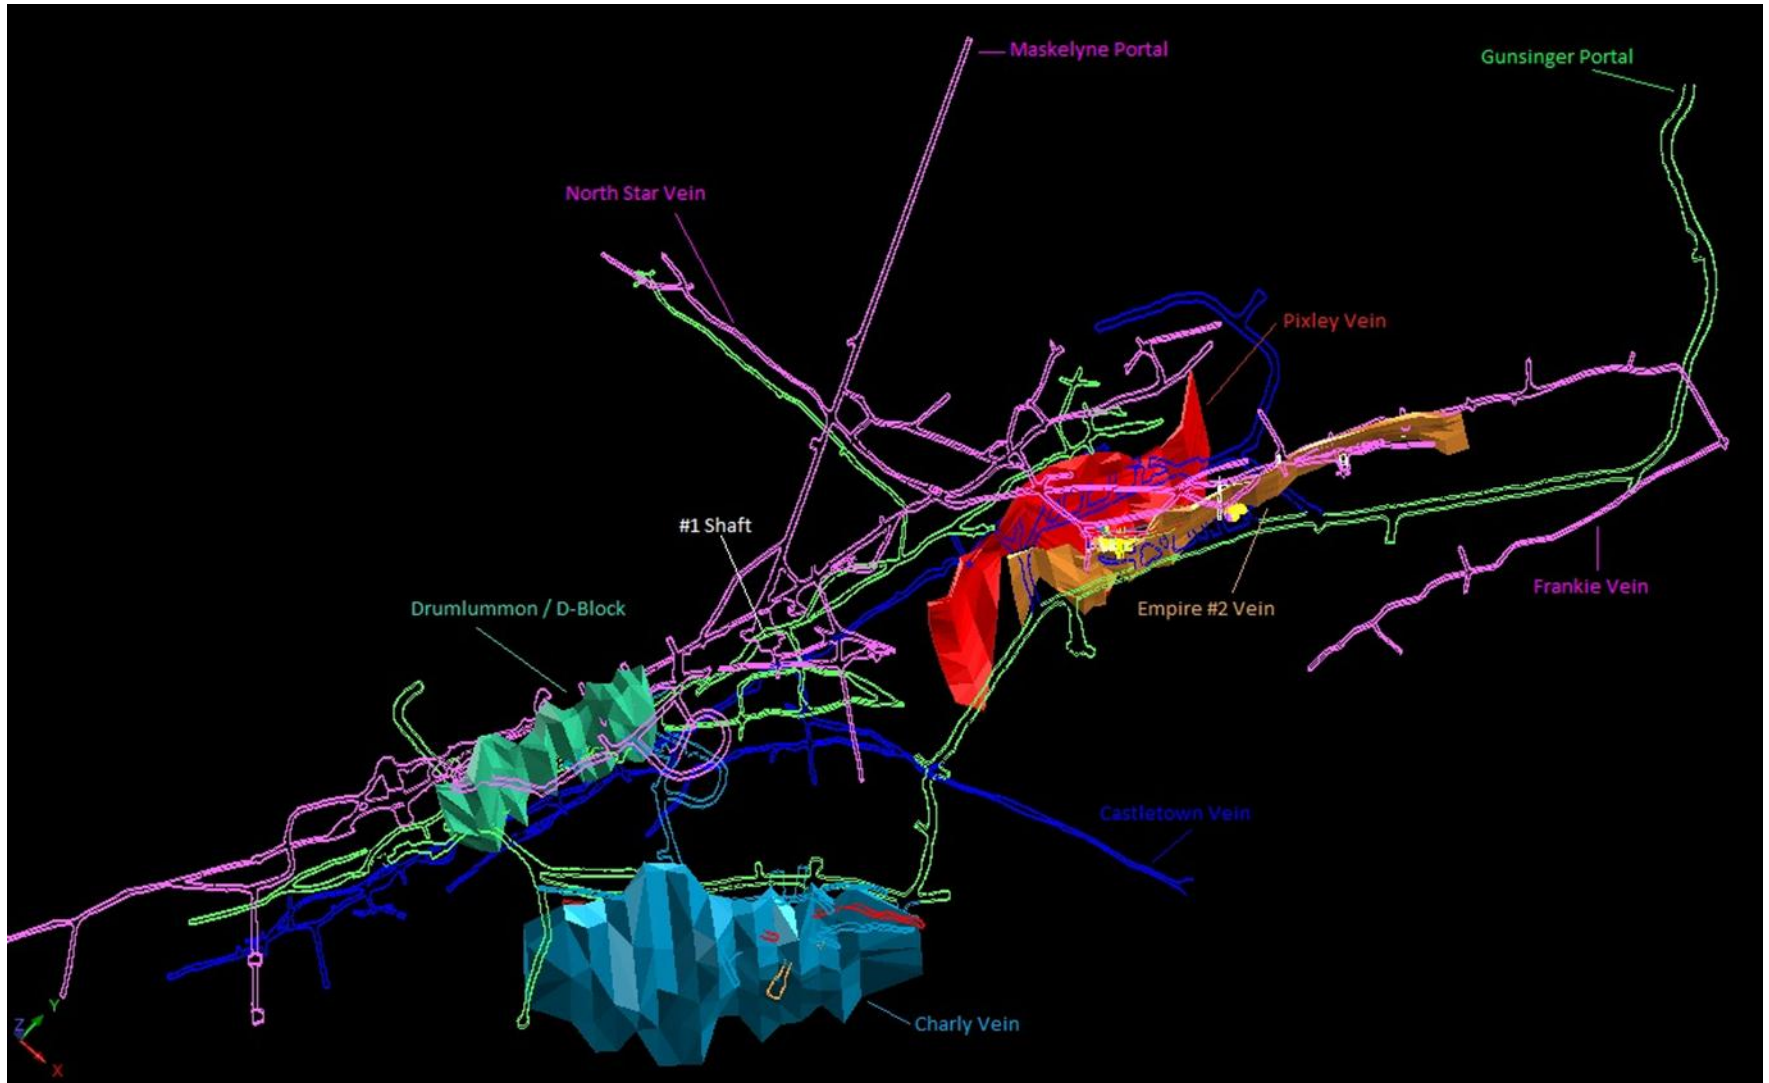 Maskelyne Portal
Gunsinger Portal
North Star Vein
Pixley Vein
#1 Shaft
Frankie Vein
Drumlummon / D-Block
Empire #2 Vein
Castletown Vein
Charly Vein
Y
Z
X